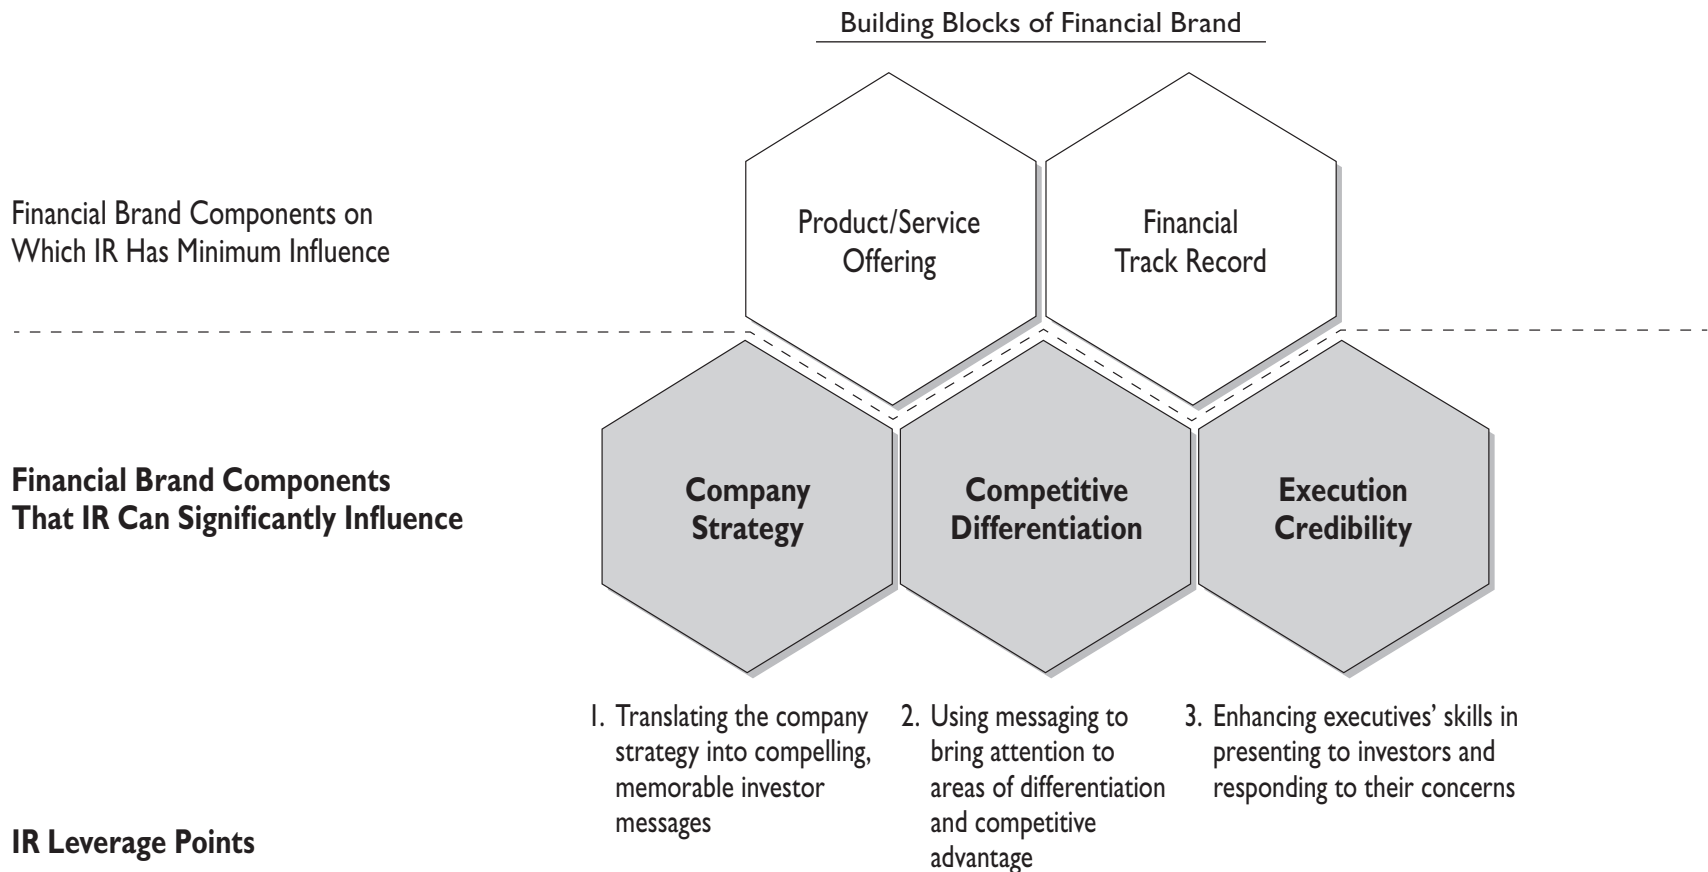 Building Blocks of Financial Brand
Financial Brand Components on
Which IR Has Minimum Influence
Product/Service
Offering
Financial
Track Record
Financial Brand Components
That IR Can Significantly Influence
Company
Strategy
Competitive
Differentiation
Execution
Credibility
IR Leverage Points
1. Translating the company
strategy into compelling,
memorable investor
messages
2. Using messaging to
bring attention to
areas of differentiation
and competitive
advantage
3. Enhancing executives’ skills in
presenting to investors and
responding to their concerns